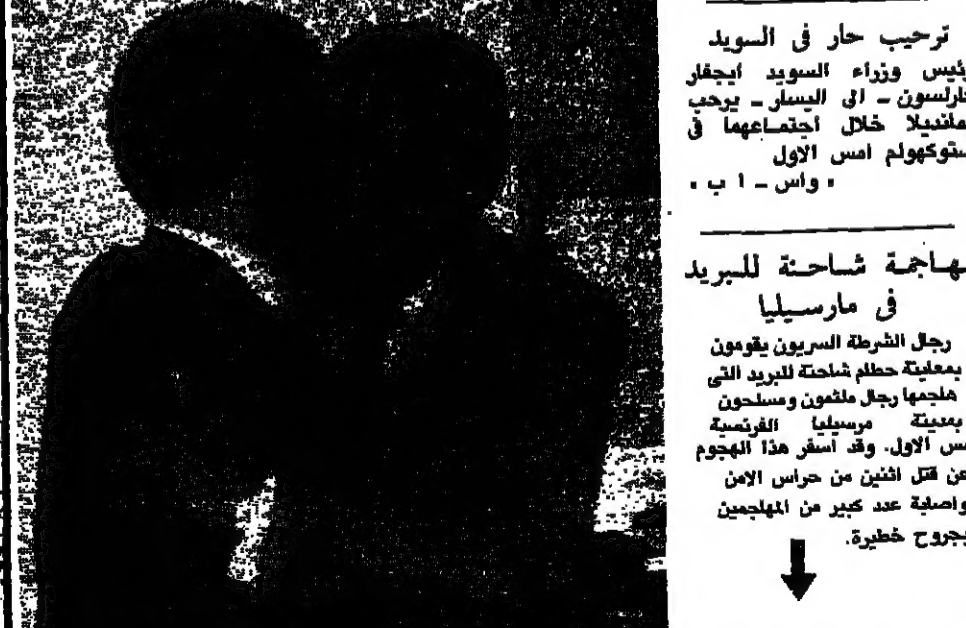 ترحيب حار في السويد
رئيس وزراء السويد ايجفار
كارلسون ـ الى اليسار ـ يرحب
بمانديلا خلال أجتماعهما في
ستوكهولم امس الاول
« واس ـ ا ب »
مهاجمة شاحنة للبريد
في مارسيليا
رجال الشرطة السريون يقومون
بمعاينة حطام شاحنة للبريد التي
هاجمها رجال ملثمون ومسلحون
بمدينة مرسيليا الفرنسية
أمس الاول. وقد أسفر هذا الهجوم
عن قتل اثنين من حراس الامن
واصابة عدد كبير من المهاجمين
بجروح خطيرة.